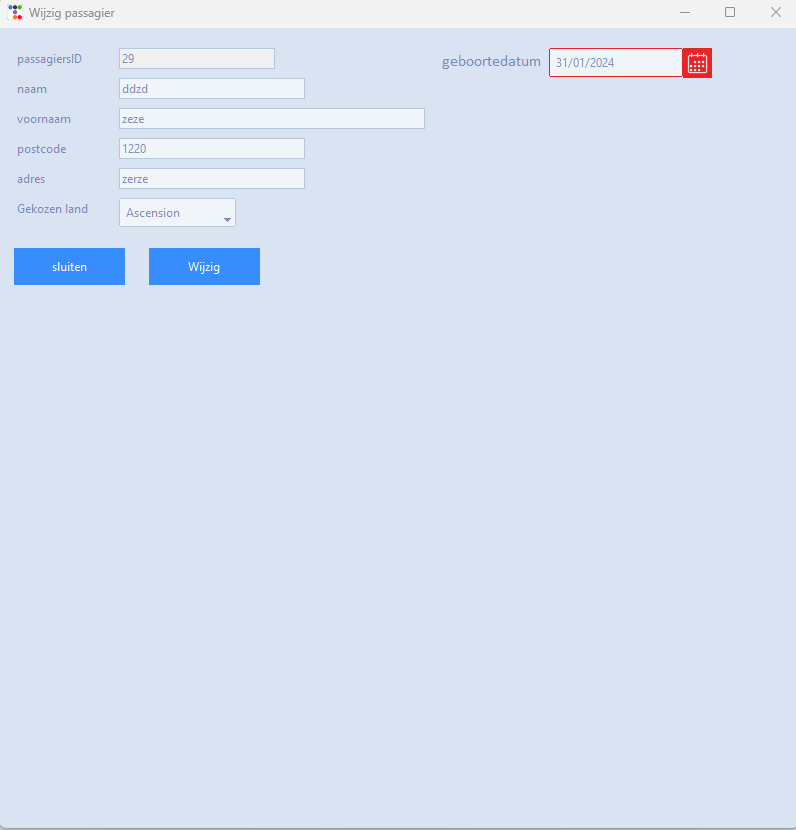 Wijzig passagier
passagiersID 29
geboortedatum 31/01/2024
naam ddzd
voornaam zeze
postcode 1220
adres zerze
Gekozen land Ascension
sluiten Wijzig